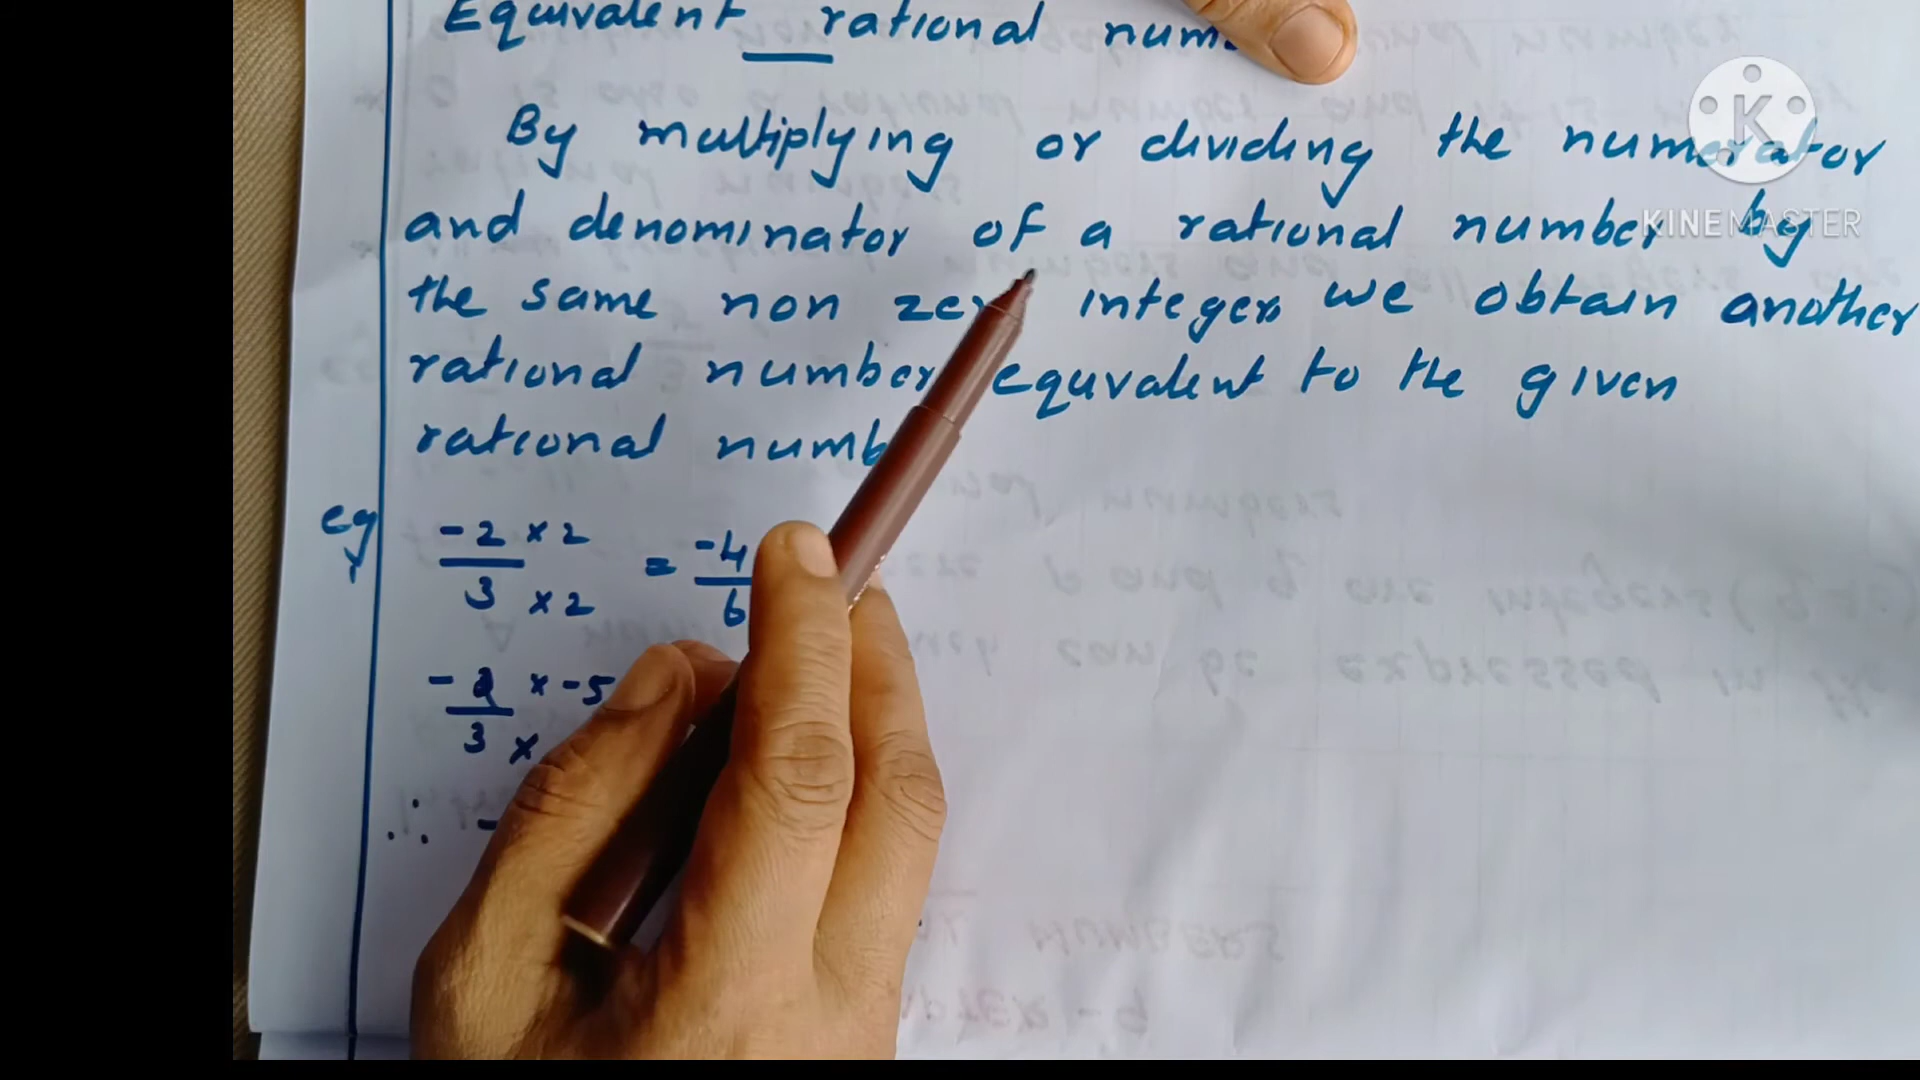 Equivalent rational num
By multiplying or dividing the numerator
and denominator of a rational number by
the same non zer integer we obtain another
rational number equvalent to the given
rational numb
eg
-2 × 2
3 × 2
= -4
6
-2 × -5
3 ×
∴ -
K
KINEMASTER